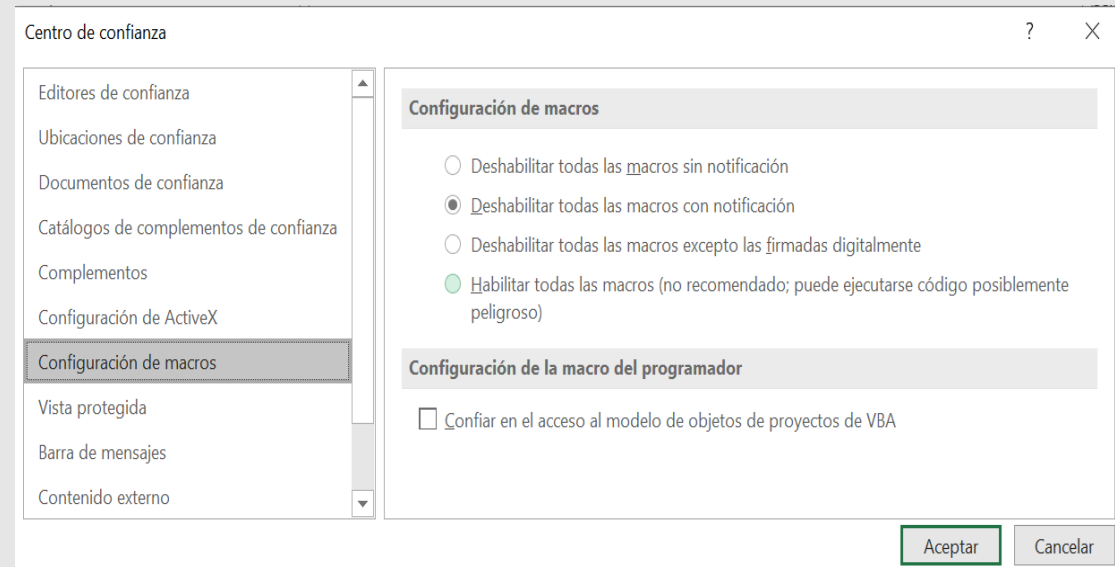 Centro de confianza
?
Editores de confianza
Ubicaciones de confianza
Documentos de confianza
Catálogos de complementos de confianza
Complementos
Configuración de ActiveX
Configuración de macros
Vista protegida
Barra de mensajes
Contenido externo
Configuración de macros
Deshabilitar todas las macros sin notificación
Deshabilitar todas las macros con notificación
Deshabilitar todas las macros excepto las firmadas digitalmente
Habilitar todas las macros (no recomendado; puede ejecutarse código posiblemente
peligroso)
Configuración de la macro del programador
Confiar en el acceso al modelo de objetos de proyectos de VBA
Aceptar
Cancelar